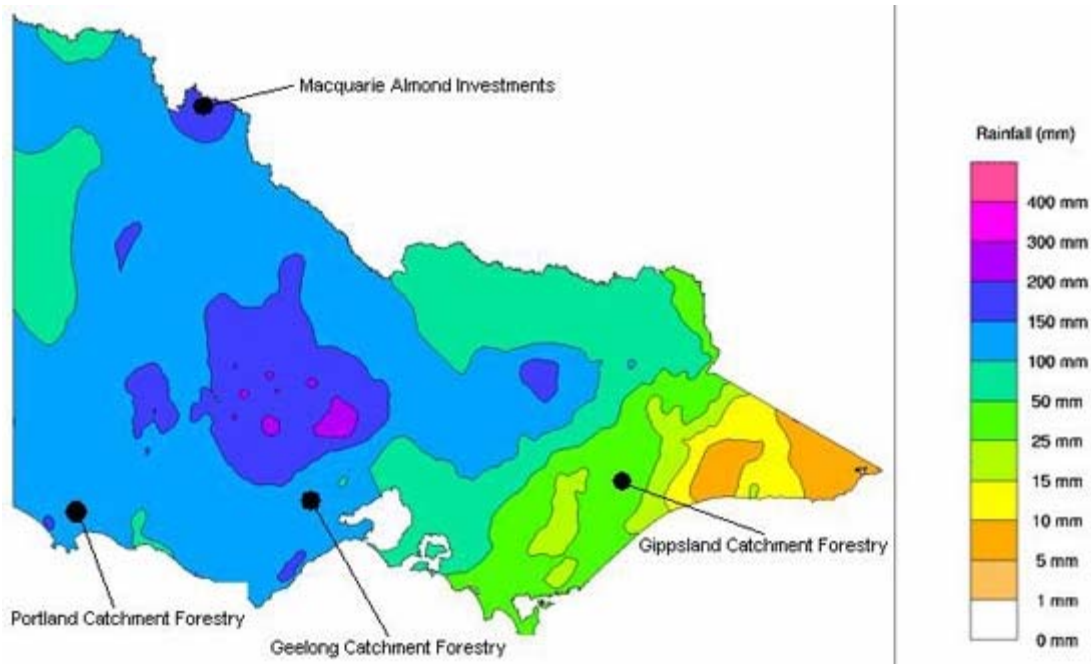 Macquarie Almond Investments
Rainfall (mm)
400 mm
300 mm
200 mm
150 mm
100 mm
50 mm
25 mm
15 mm
10 mm
5 mm
1 mm
0 mm
Gippsland Catchment Forestry
Portland Catchment Forestry
Geelong Catchment Forestry